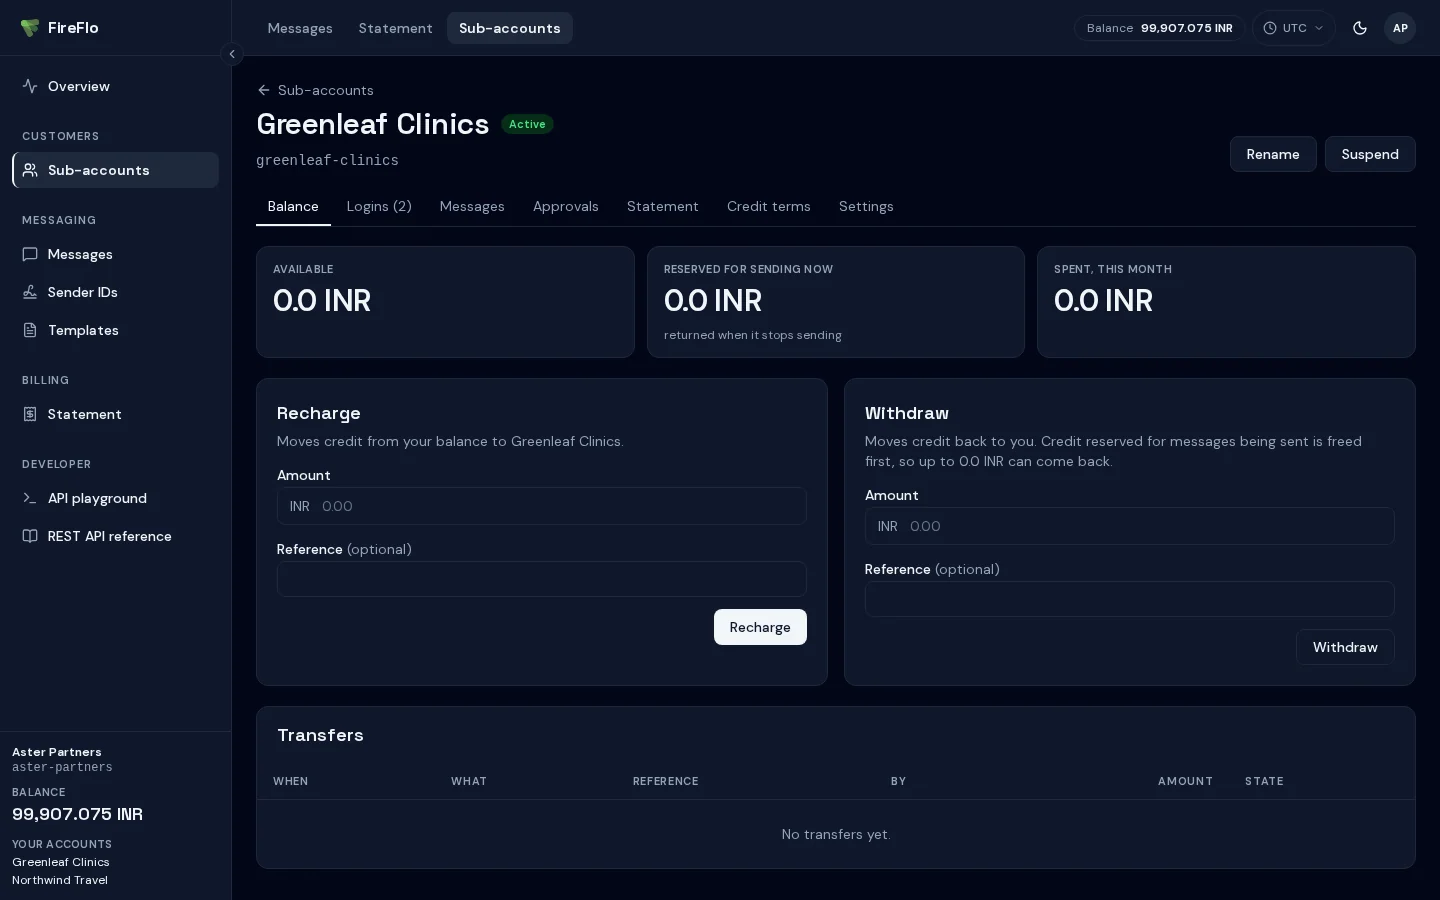 FireFlo
Messages
Statement
Sub-accounts
Balance 99,907.075 INR
UTC
AP
Overview
CUSTOMERS
Sub-accounts
MESSAGING
Messages
Sender IDs
Templates
BILLING
Statement
DEVELOPER
API playground
REST API reference
Aster Partners
aster-partners
BALANCE
99,907.075 INR
YOUR ACCOUNTS
Greenleaf Clinics
Northwind Travel
Sub-accounts
Greenleaf Clinics Active
greenleaf-clinics
Rename
Suspend
Balance
Logins (2)
Messages
Approvals
Statement
Credit terms
Settings
AVAILABLE
0.0 INR
RESERVED FOR SENDING NOW
0.0 INR
returned when it stops sending
SPENT, THIS MONTH
0.0 INR
Recharge
Moves credit from your balance to Greenleaf Clinics.
Amount
INR 0.00
Reference (optional)
Recharge
Withdraw
Moves credit back to you. Credit reserved for messages being sent is freed
first, so up to 0.0 INR can come back.
Amount
INR 0.00
Reference (optional)
Withdraw
Transfers
WHEN WHAT REFERENCE BY AMOUNT STATE
No transfers yet.